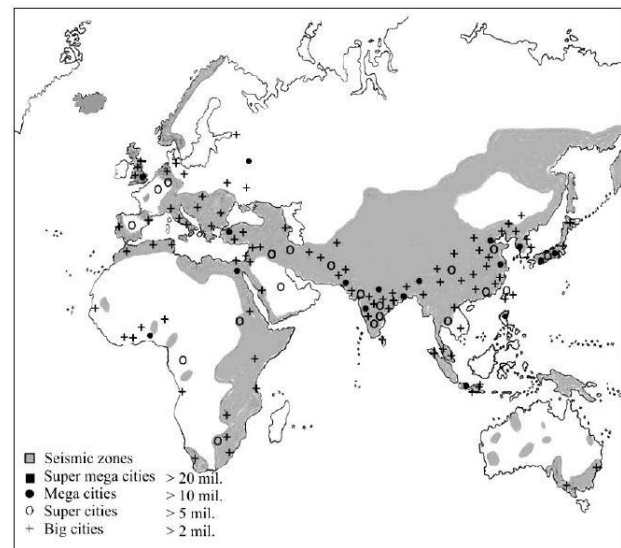 Seismic zones
Super mega cities > 20 mil.
Mega cities > 10 mil.
Super cities > 5 mil.
Big cities > 2 mil.